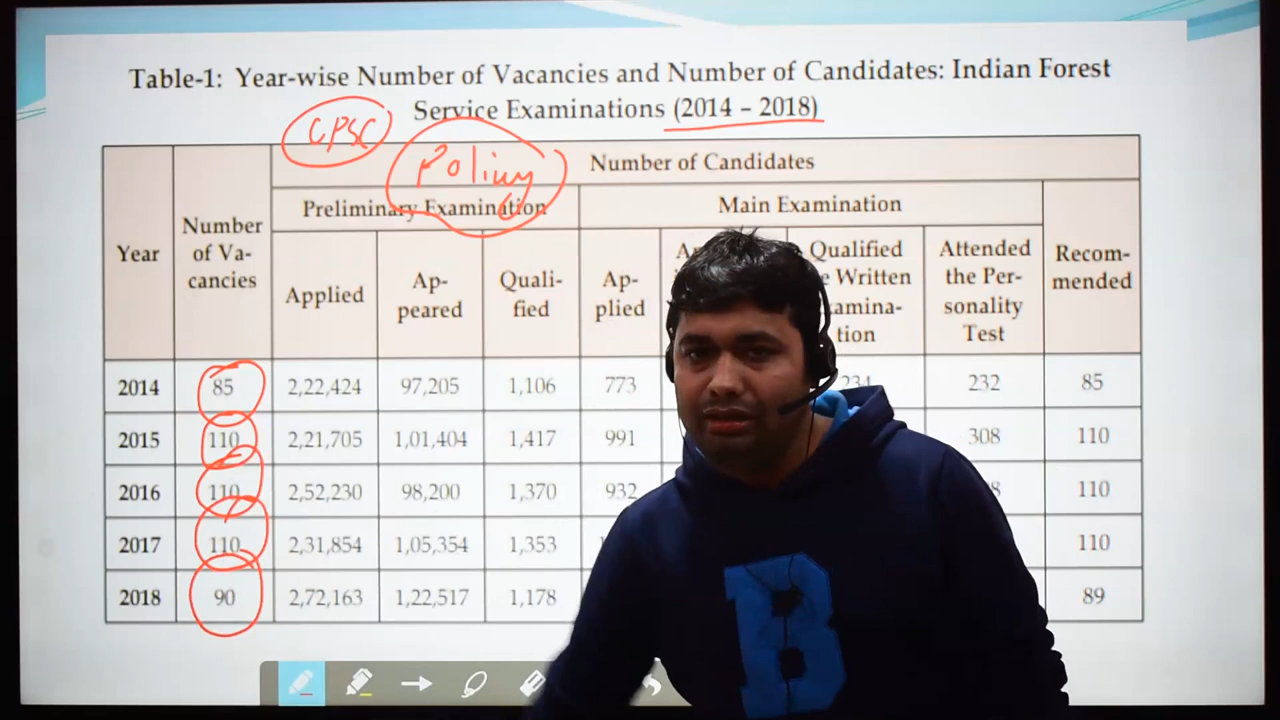 Table-1: Year-wise Number of Vacancies and Number of Candidates: Indian Forest
Service Examinations (2014 – 2018)
UPSC
Policy
Number of Candidates
Preliminary Examination Main Examination
Year Number of Va- cancies Applied Ap- peared Quali- fied Ap- plied Qualified Written tion Attended the Per- sonality Test Recom- mended
2014 85 2,22,424 97,205 1,106 773 234 232 85
2015 110 2,21,705 1,01,404 1,417 991 308 110
2016 110 2,52,230 98,200 1,370 932 110
2017 110 2,31,854 1,05,354 1,353 110
2018 90 2,72,163 1,22,517 1,178 89
B